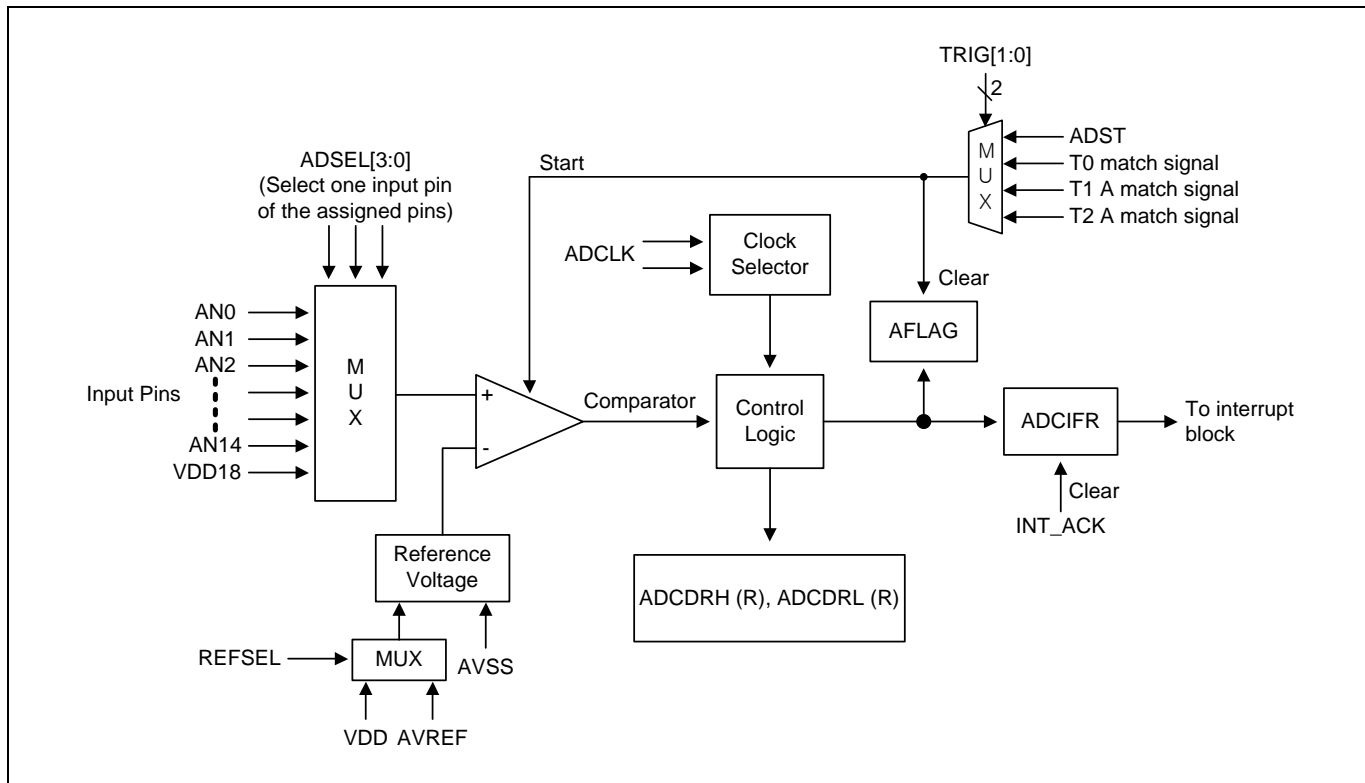 TRIG[1:0]
2
MUX
ADST
T0 match signal
T1 A match signal
T2 A match signal
Start
Clear
ADSEL[3:0]
(Select one input pin
of the assigned pins)
ADCLK
Clock
Selector
AFLAG
Input Pins
AN0
AN1
AN2
AN14
VDD18
MUX
+
-
Comparator
Control
Logic
ADCIFR
To interrupt
block
Clear
INT_ACK
Reference
Voltage
ADCDRH (R), ADCDRL (R)
REFSEL
MUX
AVSS
VDD AVREF